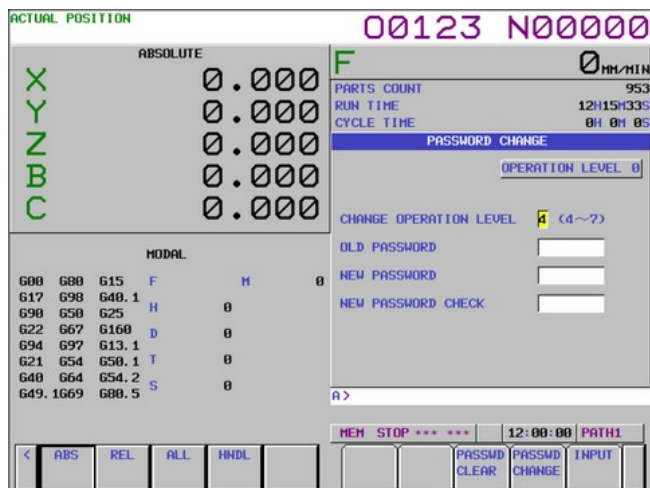 ACTUAL POSITION
O0123 N00000
ABSOLUTE
X 0.000
Y 0.000
Z 0.000
B 0.000
C 0.000
F 0 MM/MIN
PARTS COUNT 953
RUN TIME 12H15M33S
CYCLE TIME 0H 0M 0S
PASSWORD CHANGE
OPERATION LEVEL 0
CHANGE OPERATION LEVEL 4 (4~7)
OLD PASSWORD
NEW PASSWORD
NEW PASSWORD CHECK
MODAL
G00 G80 G15 F M 0
G17 G98 G40.1
G90 G50 G25 H 0
G22 G67 G160 D 0
G94 G97 G13.1
G21 G54 G50.1 T 0
G40 G64 G54.2 S 0
G49.1G69 G80.5
A>
MEM STOP *** *** 12:00:00 PATH1
< ABS REL ALL HNDL
PASSWD CLEAR PASSWD CHANGE INPUT